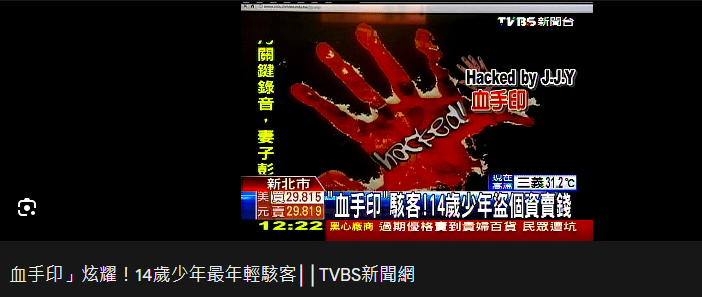 TVBS新聞台
關鍵錄音，妻子彭
Hacked by J.J.Y
血手印
hacked!
現在高溫 三義 31.2℃
新北市
美元 買 29.815
賣 29.819
"血手印"駭客!14歲少年盜個資賣錢
12:22
黑心廠商 過期優格賣到貴婦百貨 民眾遭坑
血手印」炫耀！14歲少年最年輕駭客││TVBS新聞網